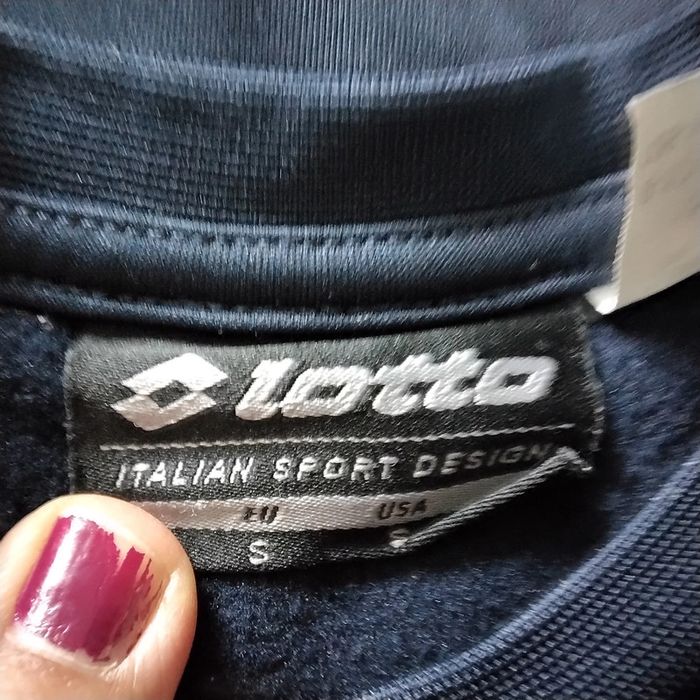 lotto
ITALIAN SPORT DESIGN
EU USA
S S